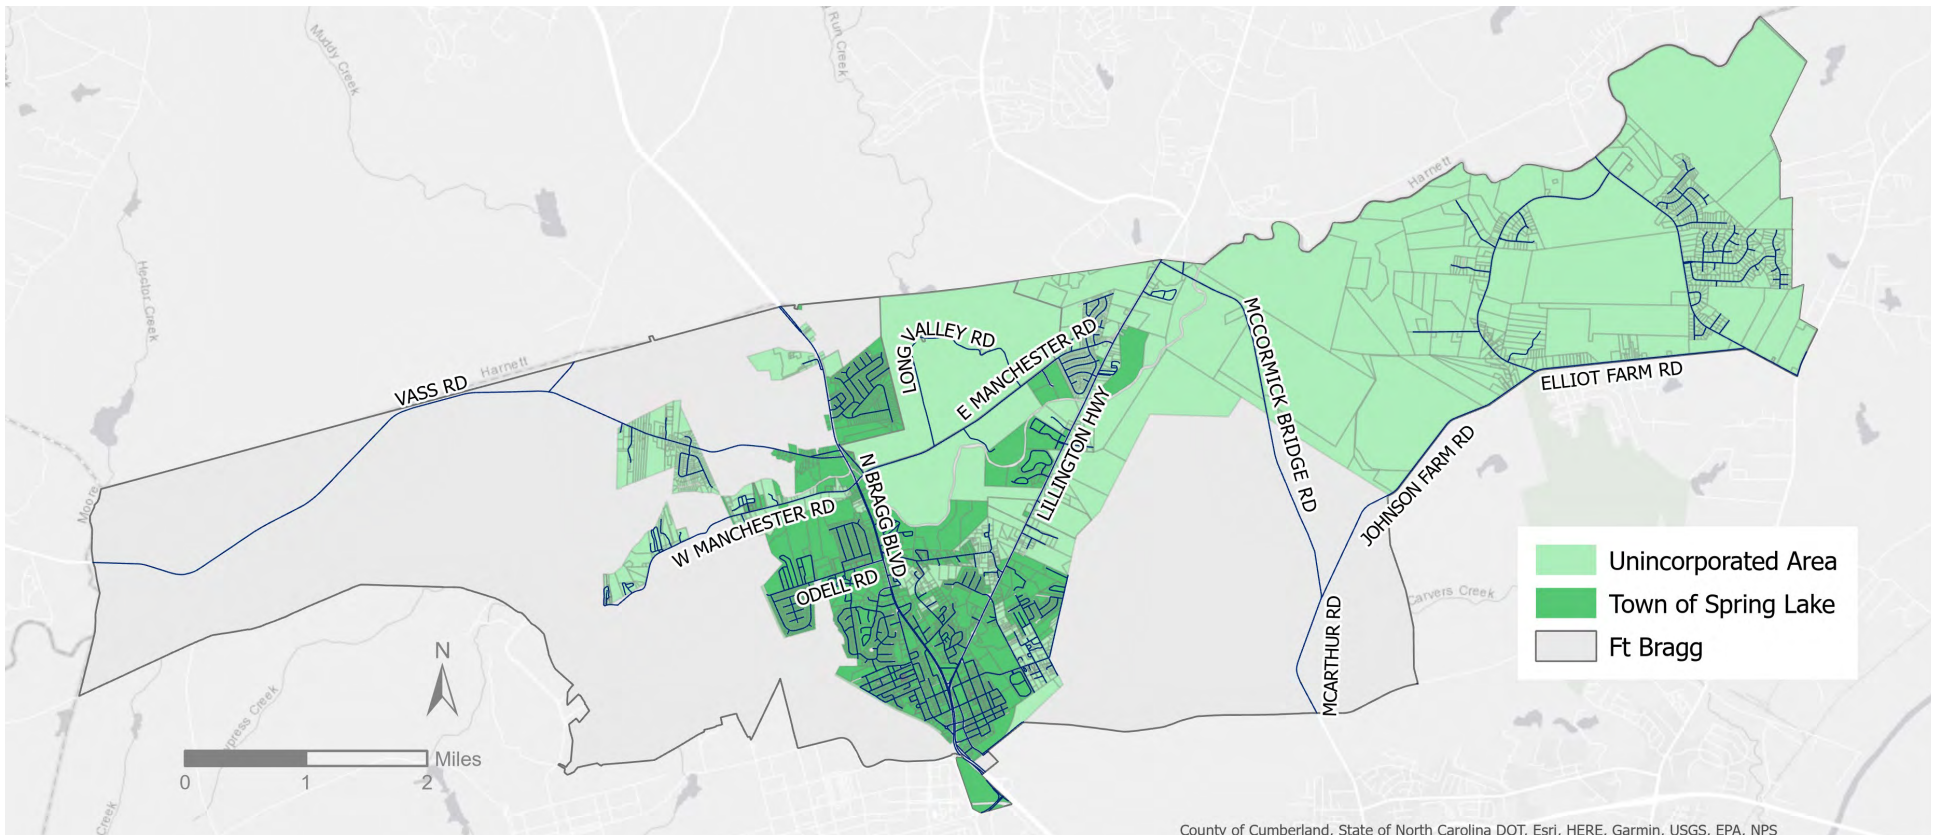 Muddy Creek
Run Creek
Hector Creek
Harnett
Harnett
Moore
VASS RD
LONG VALLEY RD
E MANCHESTER RD
MCCORMICK BRIDGE RD
ELLIOT FARM RD
JOHNSON FARM RD
LILLINGTON HWY
N BRAGG BLVD
W MANCHESTER RD
ODELL RD
MCARTHUR RD
Carvers Creek
ypress Creek
Creek
N
Miles
0 1 2
Unincorporated Area
Town of Spring Lake
Ft Bragg
County of Cumberland, State of North Carolina DOT, Esri, HERE, Garmin, USGS, EPA, NPS